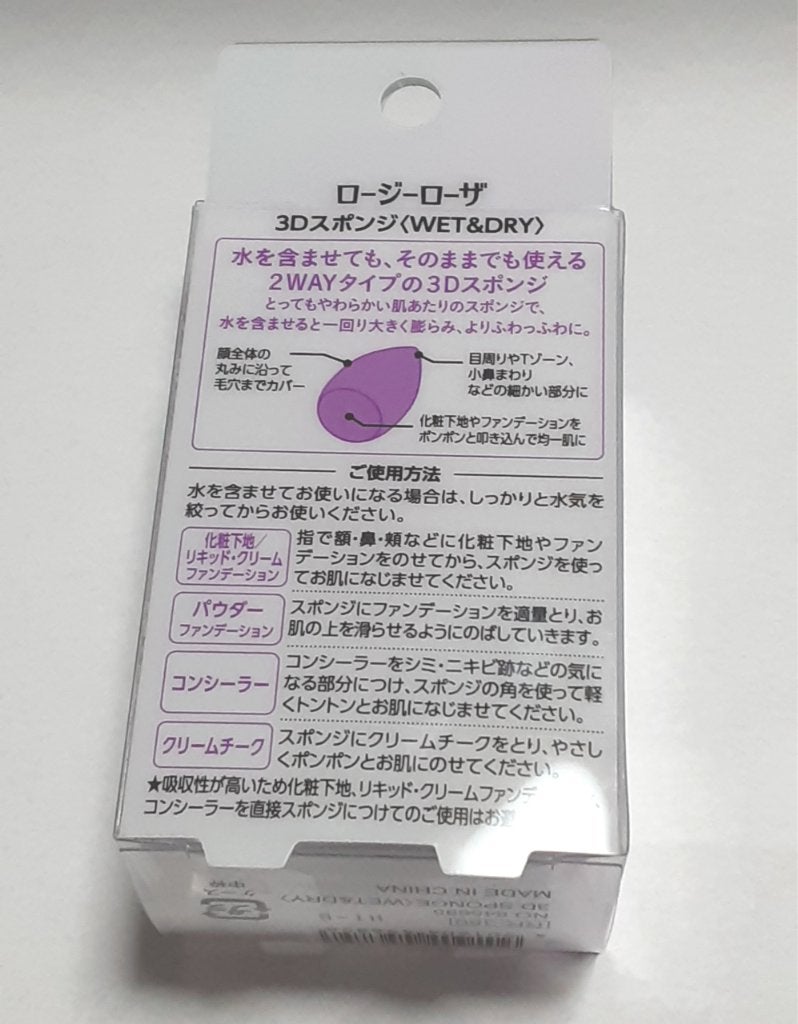 ロージーローザ
3Dスポンジ〈WET&DRY〉
水を含ませても、そのままでも使える
2WAYタイプの3Dスポンジ
とってもやわらかい肌あたりのスポンジで、
水を含ませると一回り大きく膨らみ、よりふわっふわに。
顔全体の
丸みに沿って
毛穴までカバー
目周りやTゾーン、
小鼻まわり
などの細かい部分に
化粧下地やファンデーションを
ポンポンと叩き込んで均一肌に
ご使用方法
水を含ませてお使いになる場合は、しっかりと水気を
絞ってからお使いください。
化粧下地/
リキッド・クリーム
ファンデーション
指で額・鼻・頬などに化粧下地やファン
デーションをのせてから、スポンジを使っ
てお肌になじませてください。
パウダー
ファンデーション
スポンジにファンデーションを適量とり、お
肌の上を滑らせるようにのばしていきます。
コンシーラー
コンシーラーをシミ・ニキビ跡などの気に
なる部分につけ、スポンジの角を使って軽
くトントンとお肌になじませてください。
クリームチーク
スポンジにクリームチークをとり、やさし
くポンポンとお肌にのせてください。
★吸収性が高いため化粧下地、リキッド・クリームファンデ
コンシーラーを直接スポンジにつけてのご使用はお
プラ
ケース
中枠
[RR-360]
HI-S
3D SPONGE〈WET&DRY〉
MADE IN CHINA